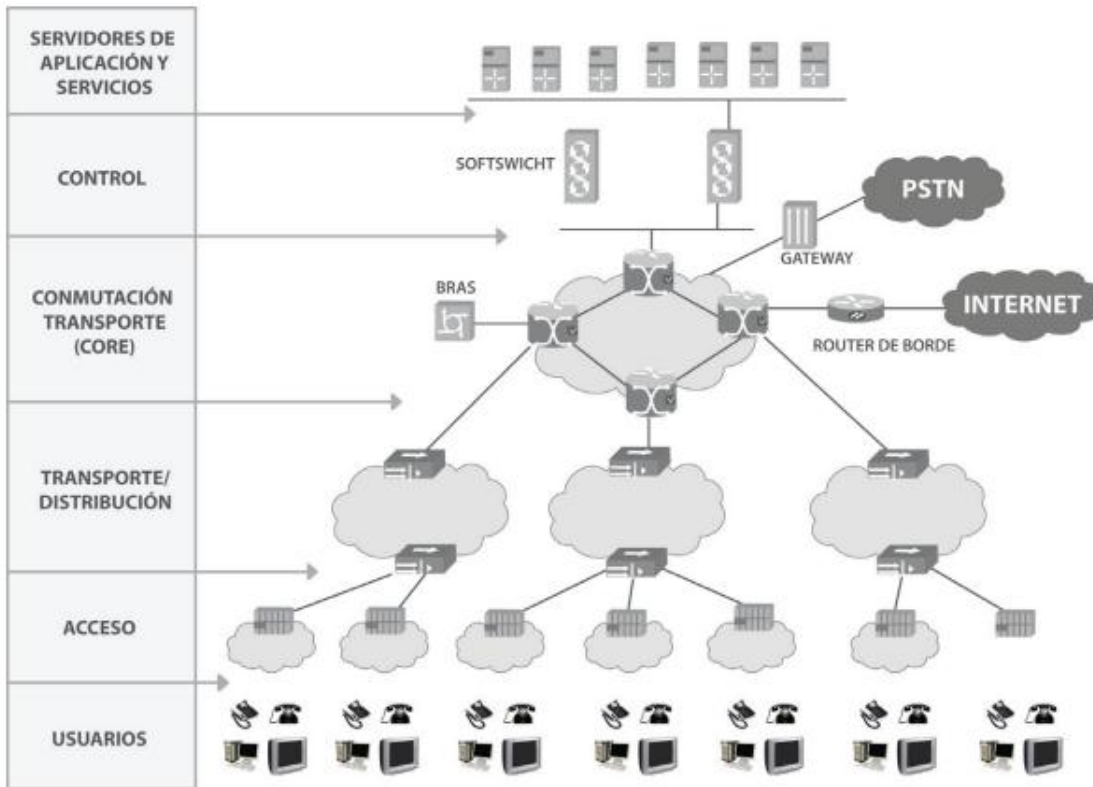 SERVIDORES DE
APLICACIÓN Y
SERVICIOS
CONTROL
SOFTSWICHT
PSTN
GATEWAY
CONMUTACIÓN
TRANSPORTE
(CORE)
BRAS
INTERNET
ROUTER DE BORDE
TRANSPORTE/
DISTRIBUCIÓN
ACCESO
USUARIOS